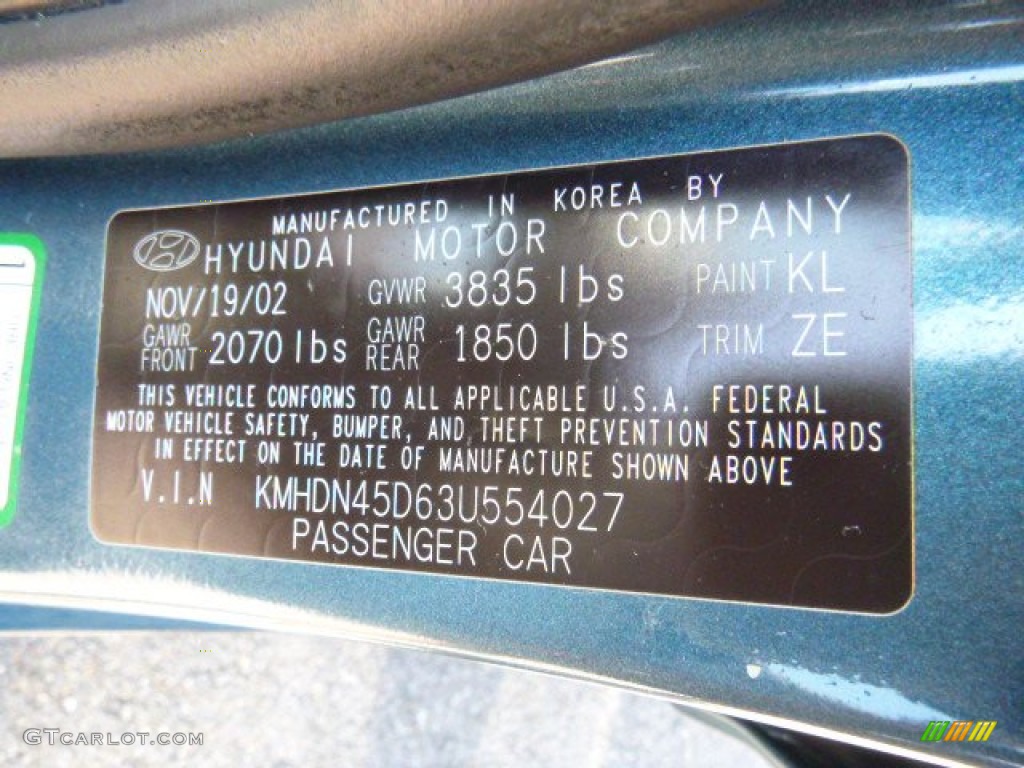 MANUFACTURED IN KOREA BY
HYUNDAI MOTOR COMPANY
NOV/19/02 GVWR 3835 lbs PAINT KL
GAWR FRONT 2070 lbs GAWR REAR 1850 lbs TRIM ZE
THIS VEHICLE CONFORMS TO ALL APPLICABLE U.S.A. FEDERAL
MOTOR VEHICLE SAFETY, BUMPER, AND THEFT PREVENTION STANDARDS
IN EFFECT ON THE DATE OF MANUFACTURE SHOWN ABOVE
V.I.N KMHDN45D63U554027
PASSENGER CAR
GTCARLOT.COM